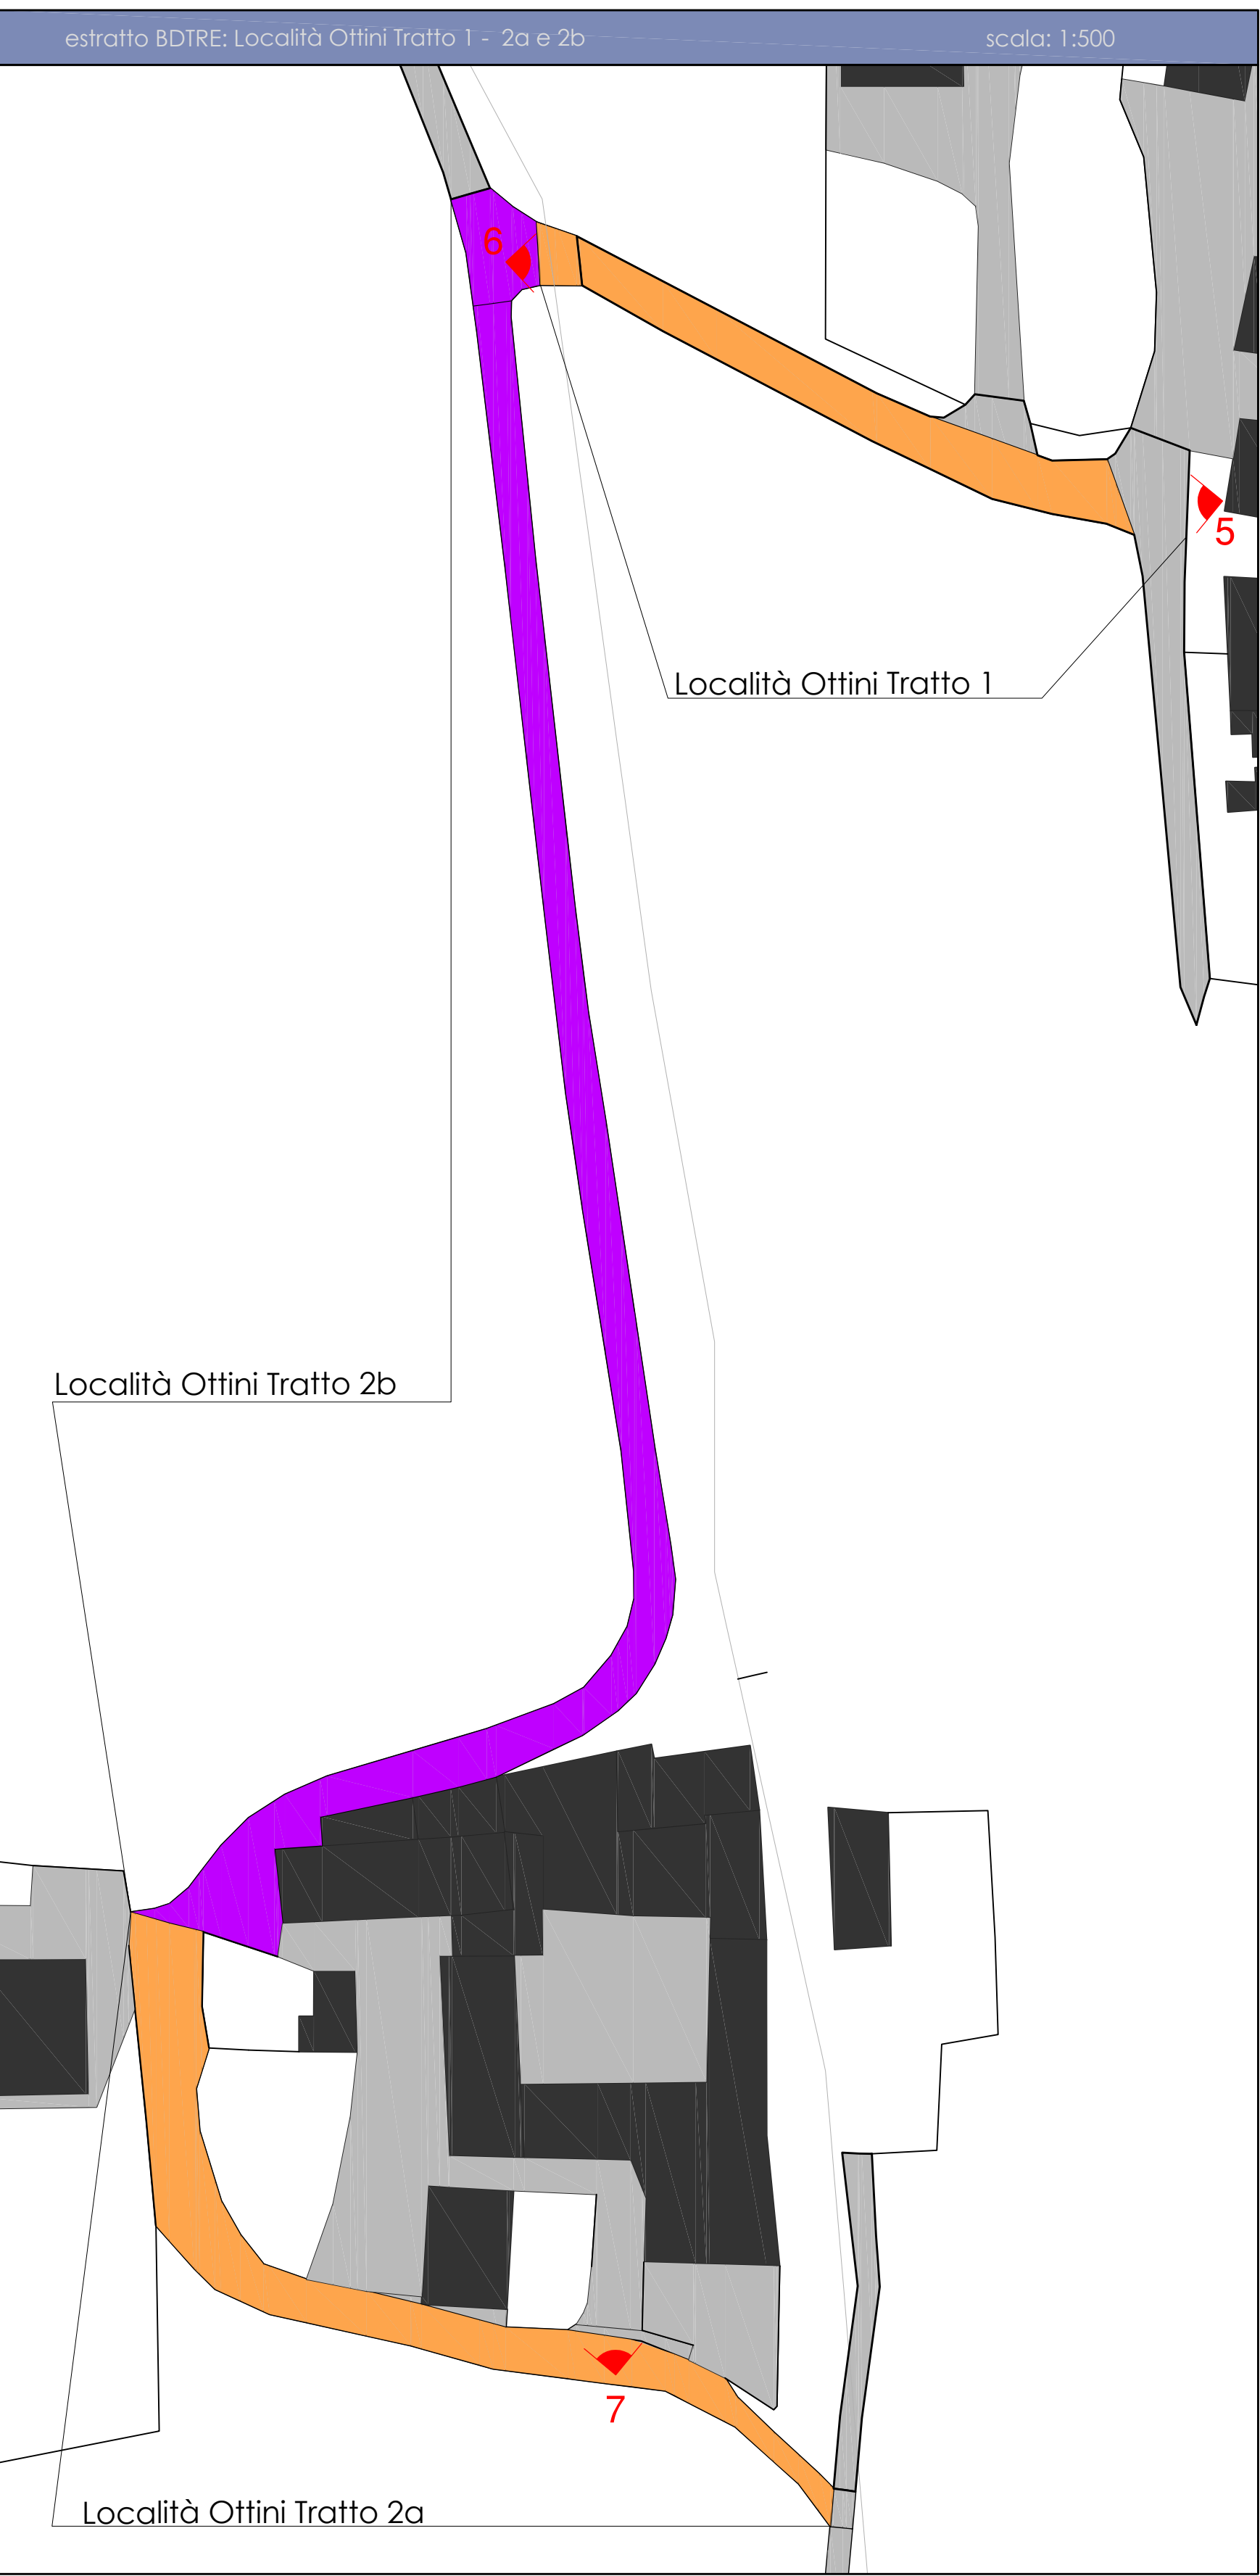 estratto BDTRE: Località Ottini Tratto 1 - 2a e 2b scala: 1:500
6
5
Località Ottini Tratto 1
Località Ottini Tratto 2b
7
Località Ottini Tratto 2a